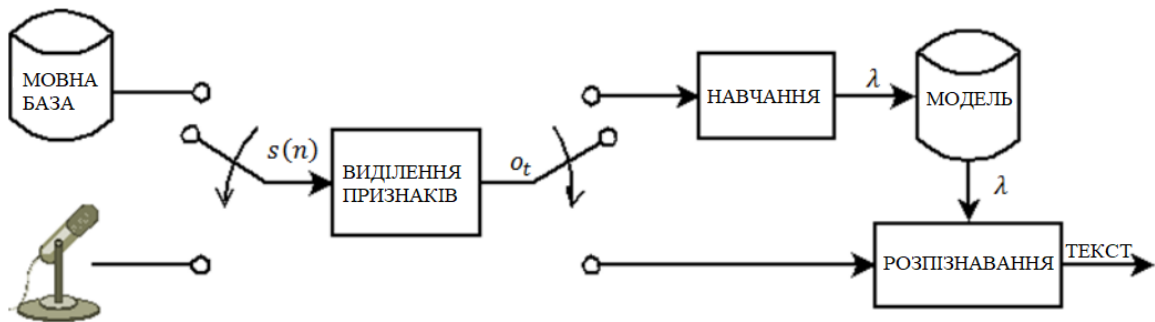 МОВНА
БАЗА
s(n)
ВИДІЛЕННЯ
ПРИЗНАКІВ
o_t
НАВЧАННЯ
λ
МОДЕЛЬ
λ
РОЗПІЗНАВАННЯ
ТЕКСТ